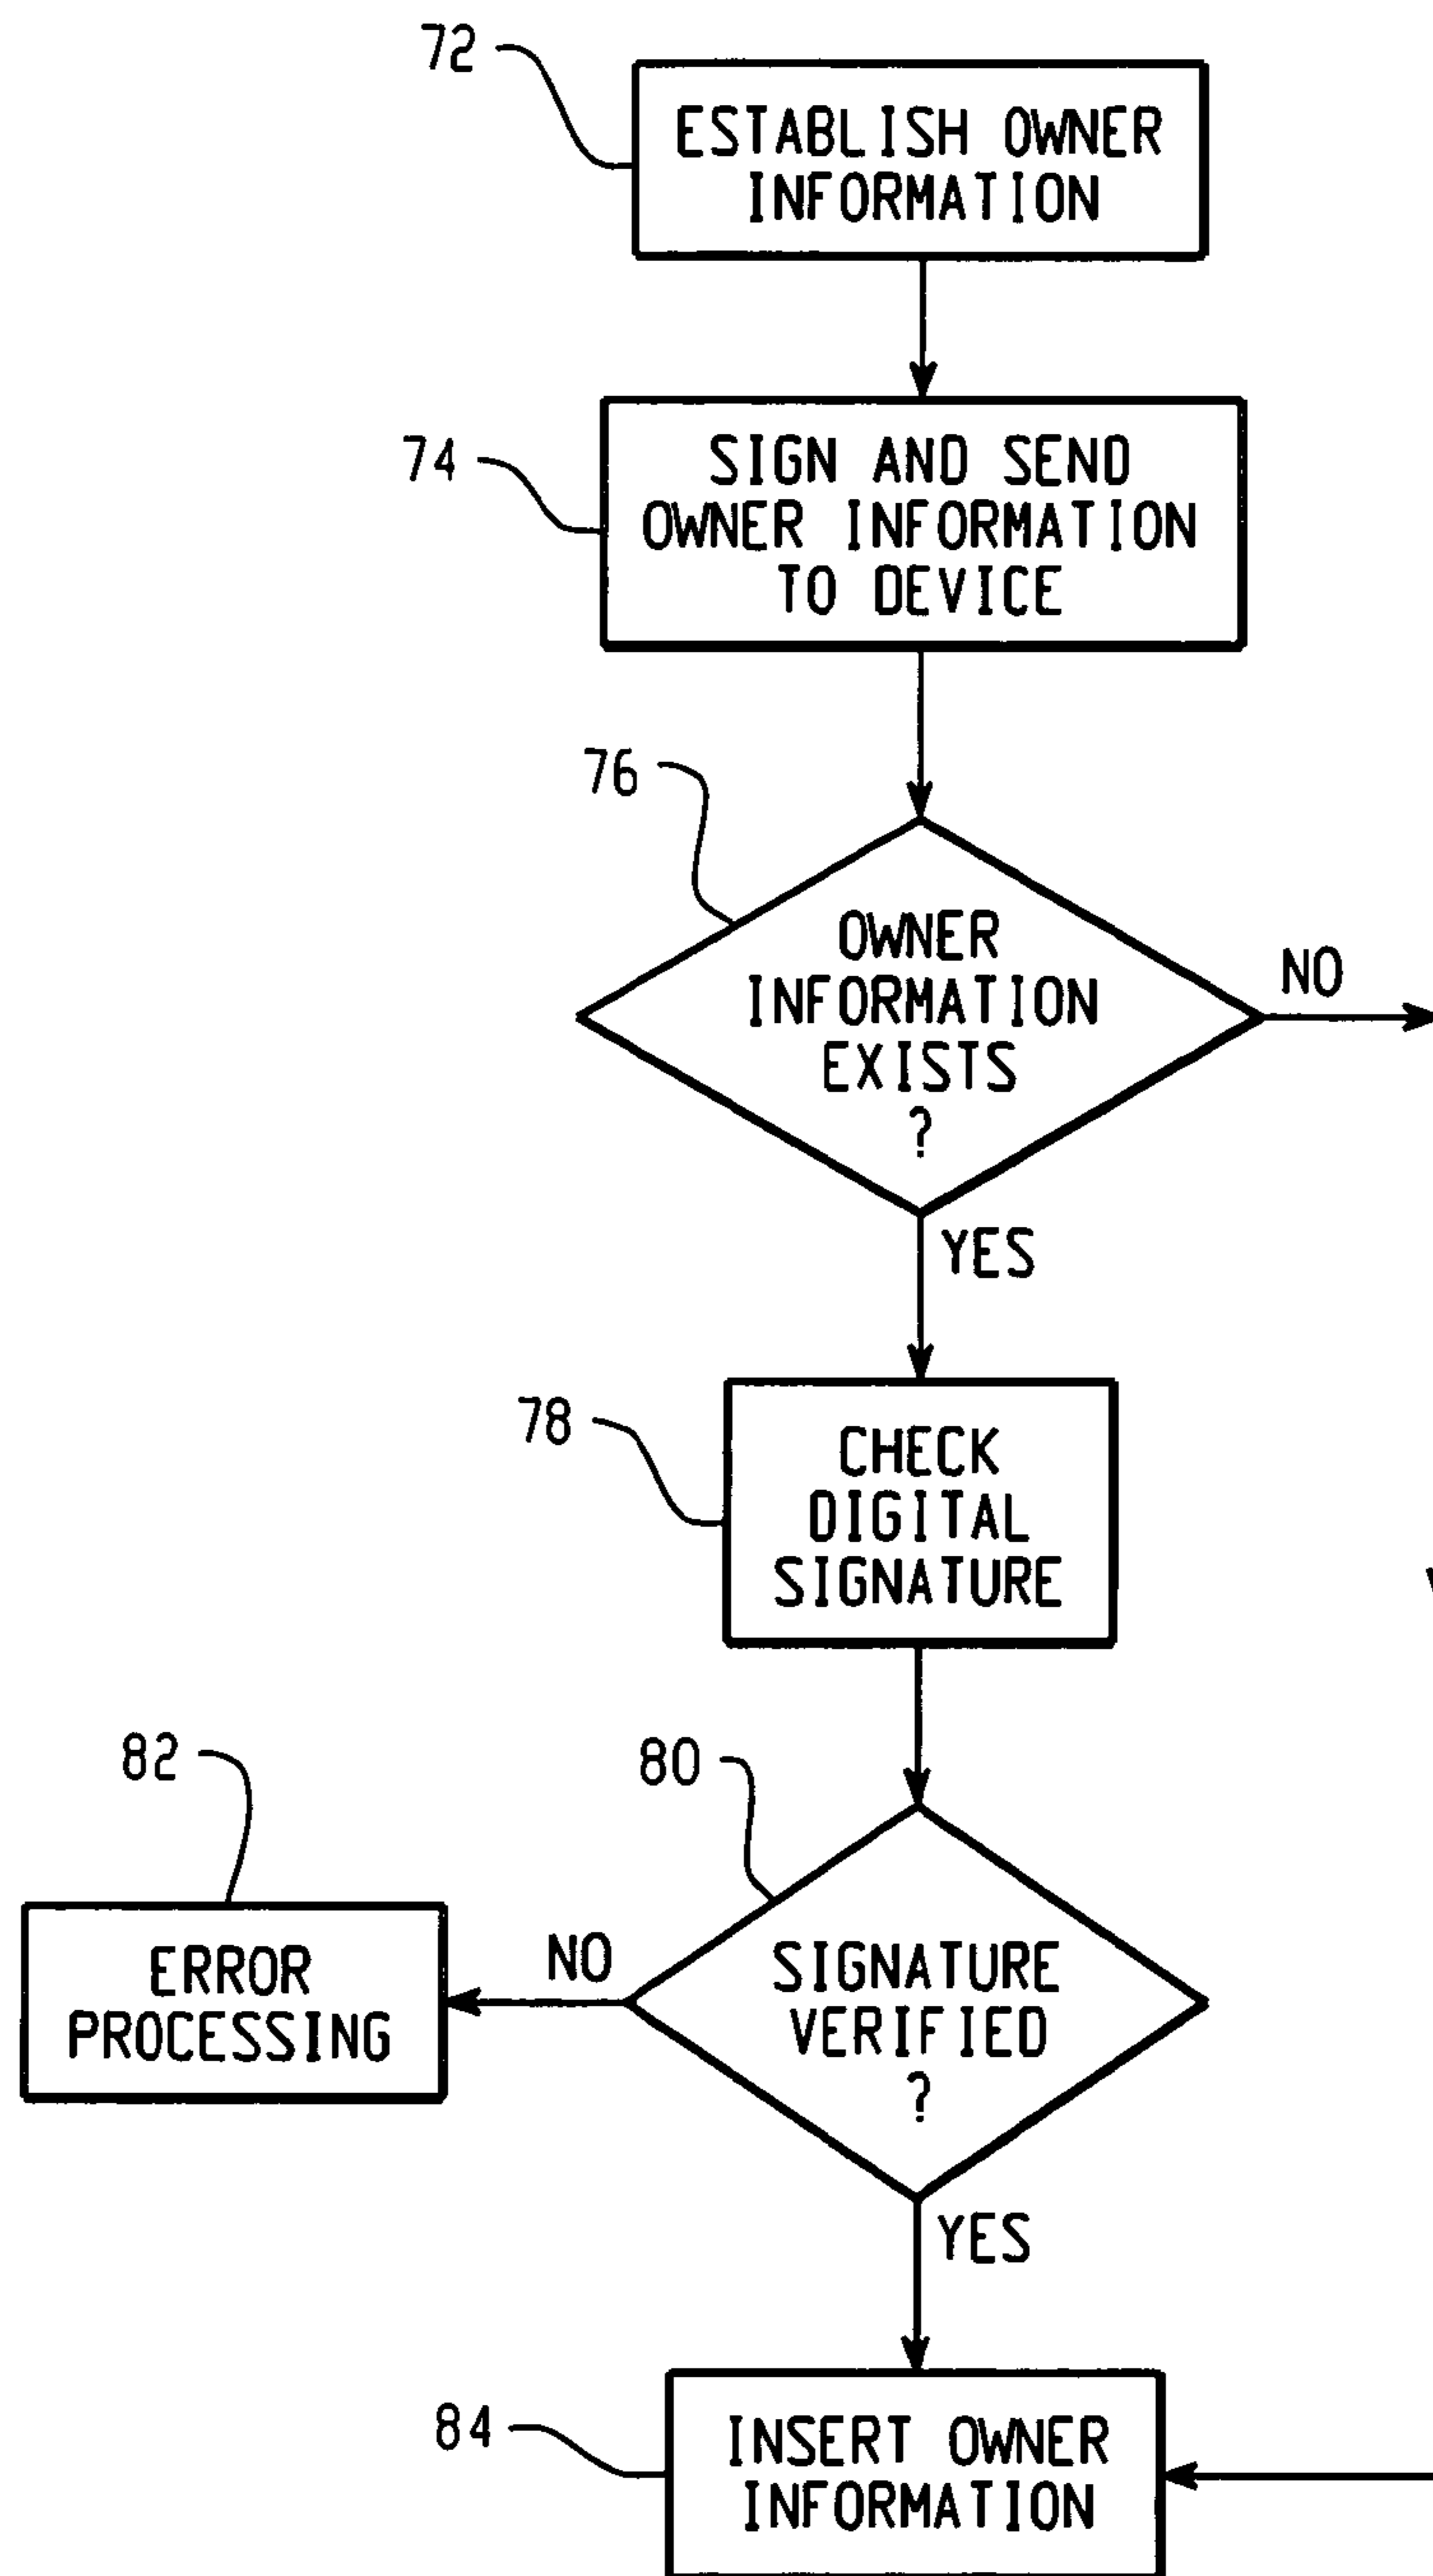 72
ESTABLISH OWNER
INFORMATION
74
SIGN AND SEND
OWNER INFORMATION
TO DEVICE
76
OWNER
INFORMATION
EXISTS
?
NO
YES
78
CHECK
DIGITAL
SIGNATURE
82
80
ERROR
PROCESSING
NO
SIGNATURE
VERIFIED
?
YES
84
INSERT OWNER
INFORMATION